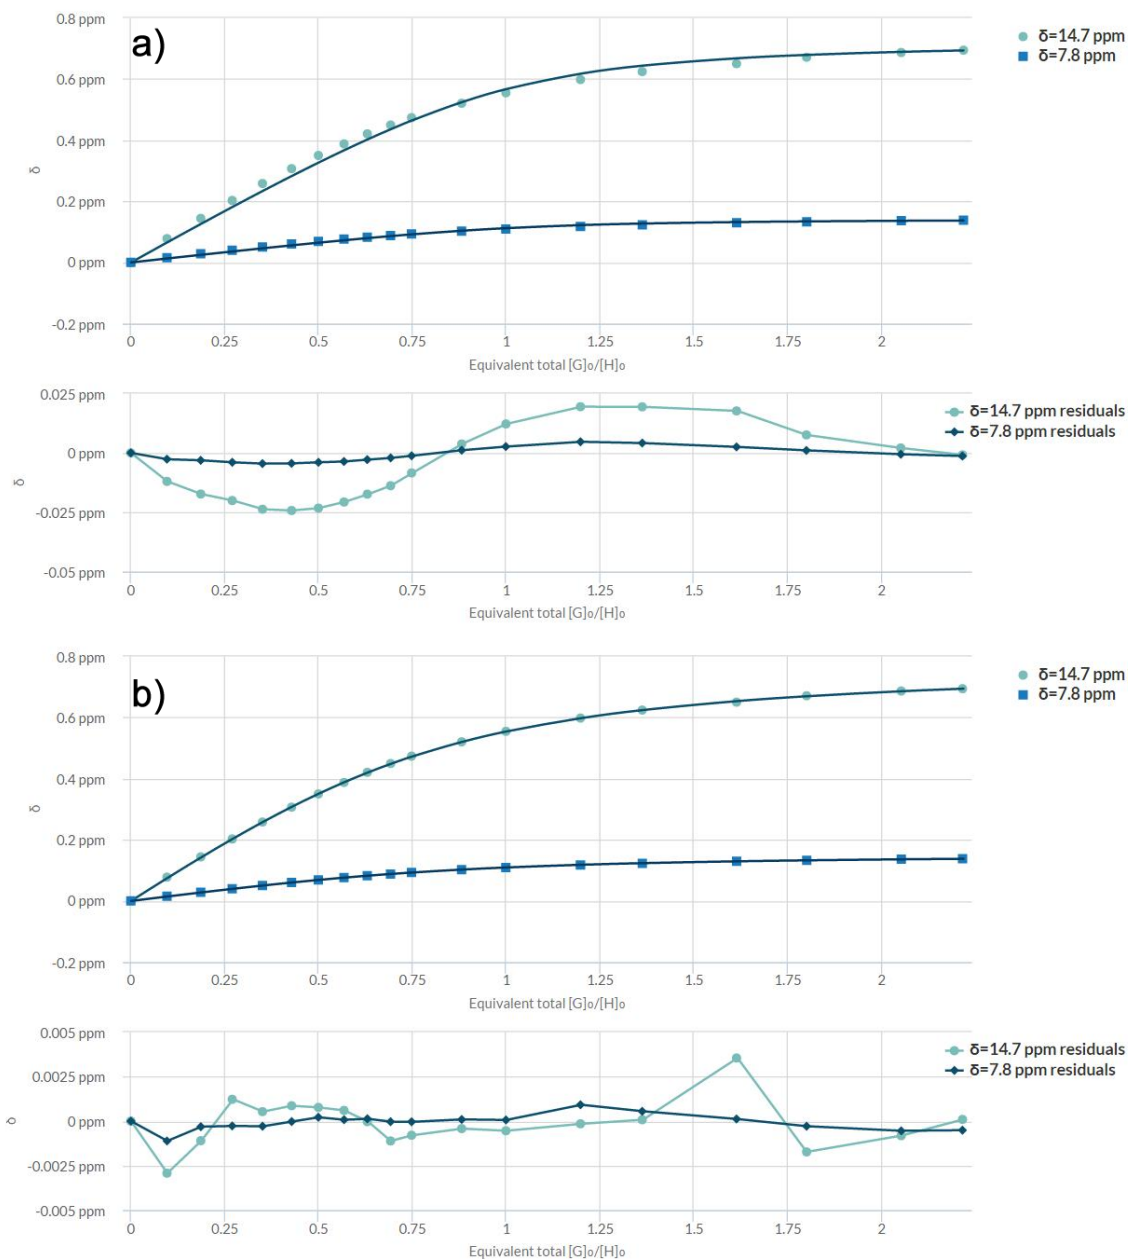 a)
0.8 ppm
0.6 ppm
0.4 ppm
0.2 ppm
0 ppm
-0.2 ppm
δ
0 0.25 0.5 0.75 1 1.25 1.5 1.75 2
Equivalent total [G]₀/[H]₀
δ=14.7 ppm
δ=7.8 ppm
0.025 ppm
0 ppm
-0.025 ppm
-0.05 ppm
δ
0 0.25 0.5 0.75 1 1.25 1.5 1.75 2
Equivalent total [G]₀/[H]₀
δ=14.7 ppm residuals
δ=7.8 ppm residuals
b)
0.8 ppm
0.6 ppm
0.4 ppm
0.2 ppm
0 ppm
-0.2 ppm
δ
0 0.25 0.5 0.75 1 1.25 1.5 1.75 2
Equivalent total [G]₀/[H]₀
δ=14.7 ppm
δ=7.8 ppm
0.005 ppm
0.0025 ppm
0 ppm
-0.0025 ppm
-0.005 ppm
δ
0 0.25 0.5 0.75 1 1.25 1.5 1.75 2
Equivalent total [G]₀/[H]₀
δ=14.7 ppm residuals
δ=7.8 ppm residuals